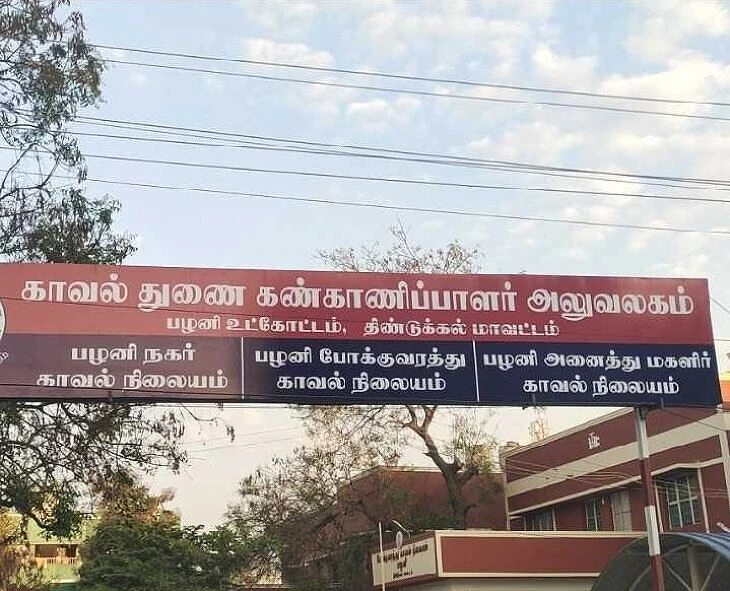 காவல் துணை கண்காணிப்பாளர் அலுவலகம்
பழனி உட்கோட்டம், திண்டுக்கல் மாவட்டம்
பழனி நகர்
காவல் நிலையம்
பழனி போக்குவரத்து
காவல் நிலையம்
பழனி அனைத்து மகளிர்
காவல் நிலையம்